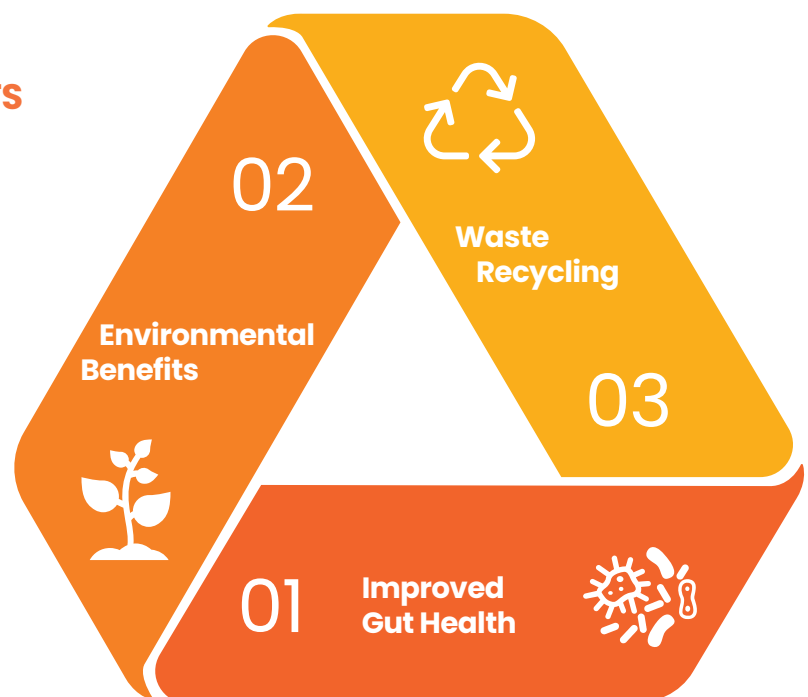 02
Environmental
Benefits
Waste
Recycling
03
01
Improved
Gut Health